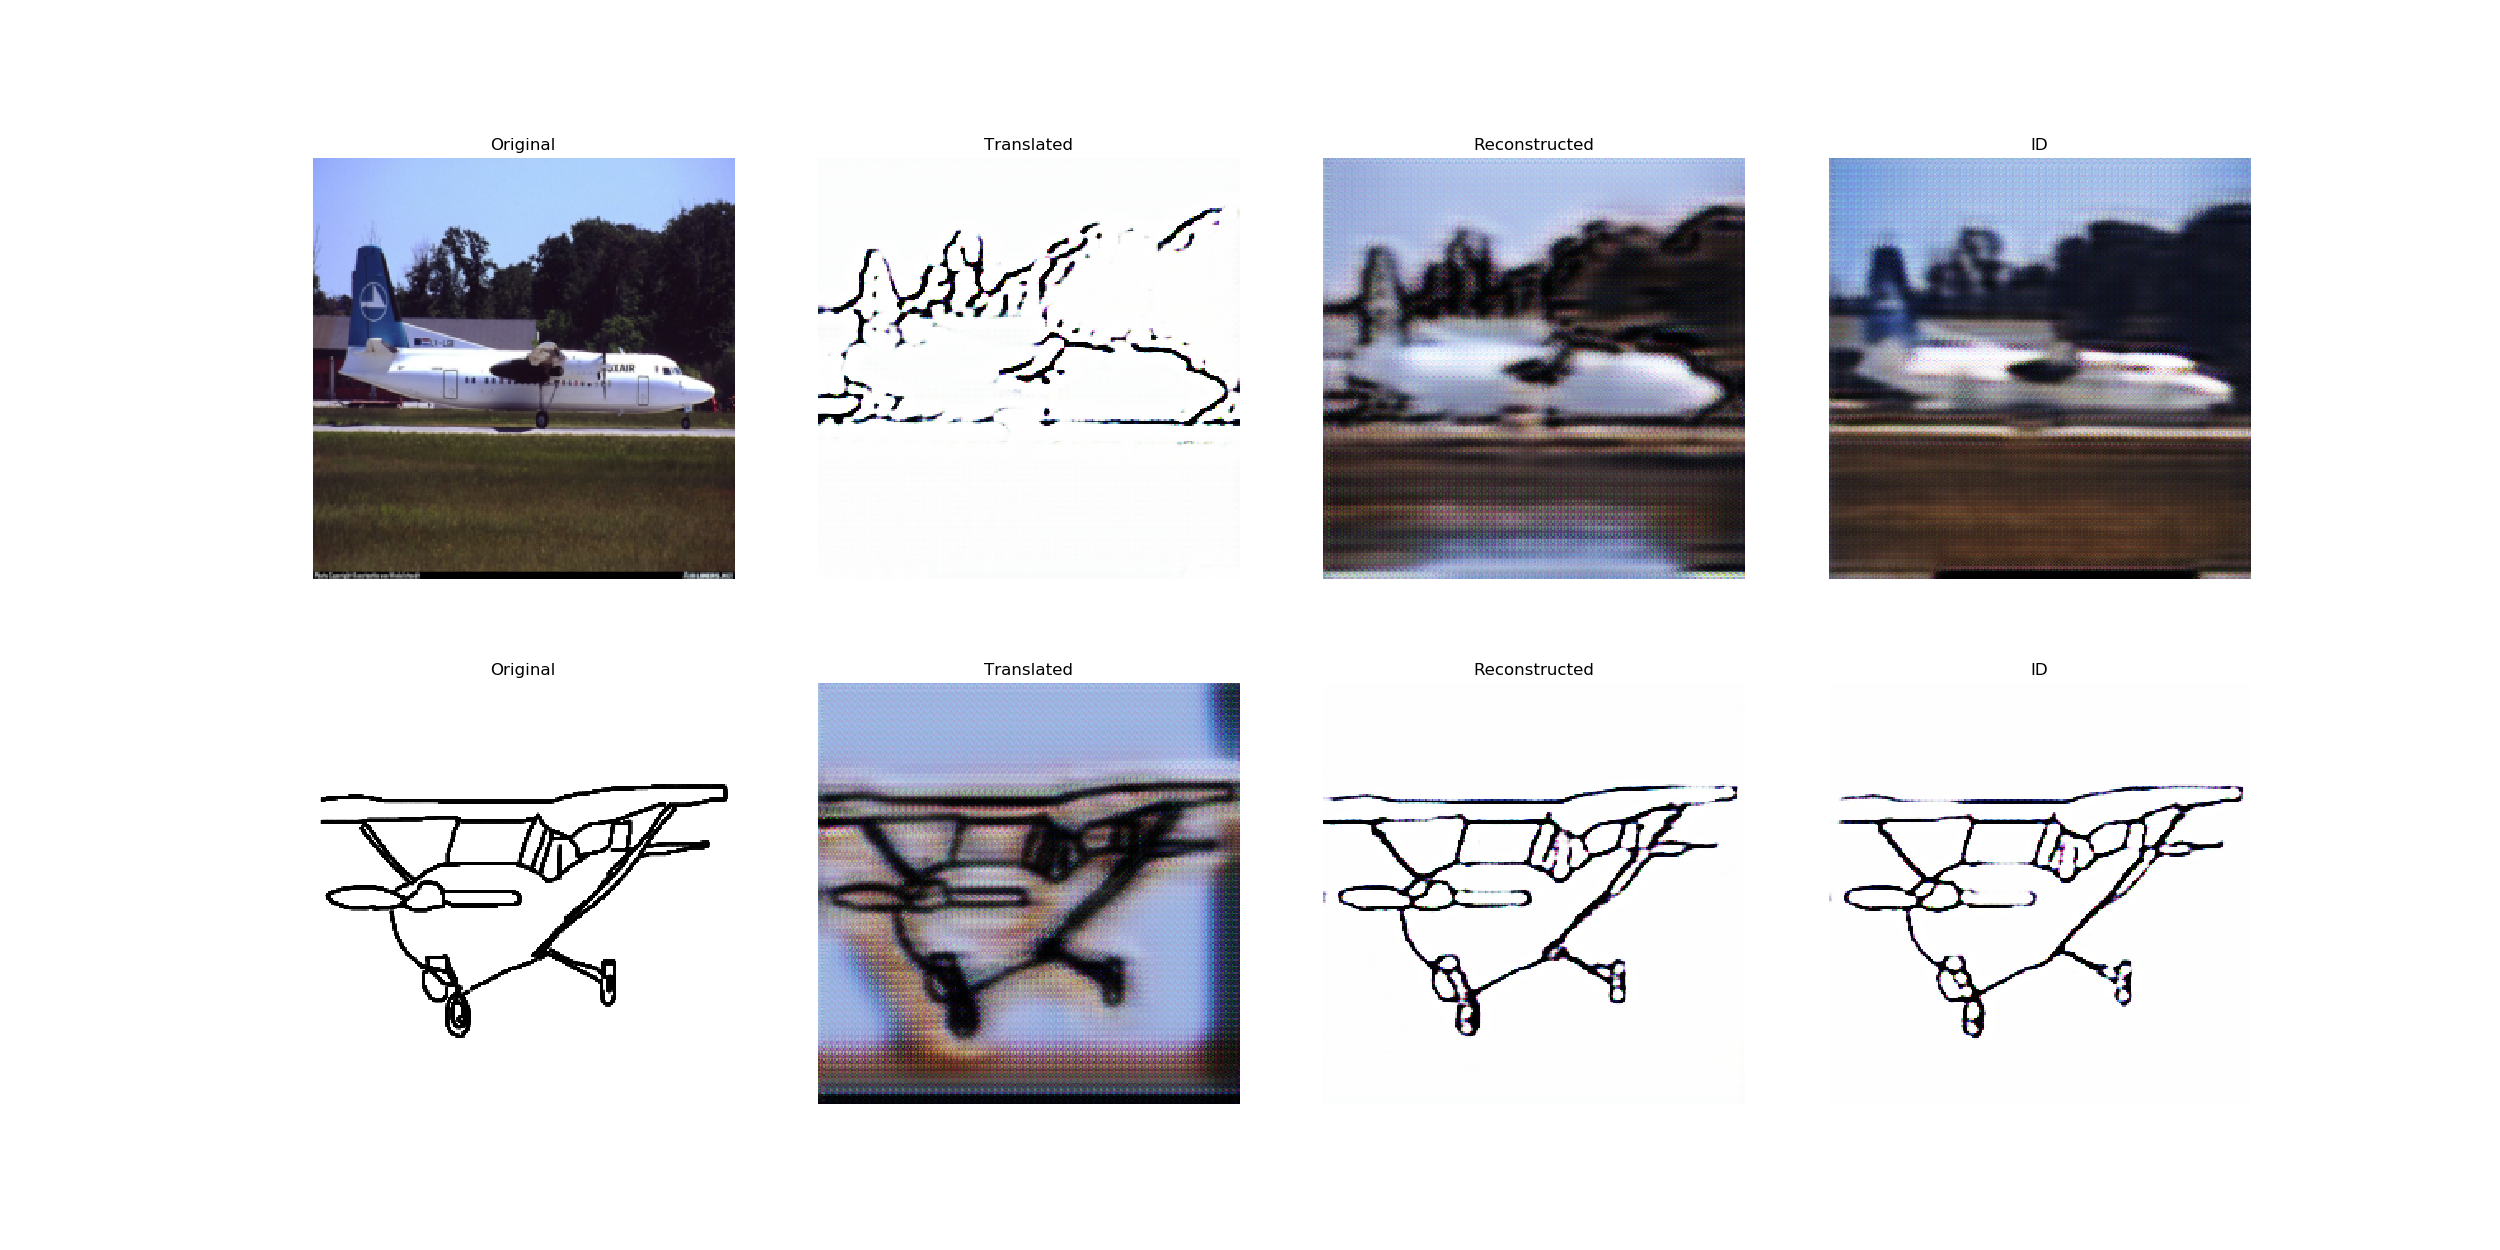 Original
Translated
Reconstructed
ID
Original
Translated
Reconstructed
ID